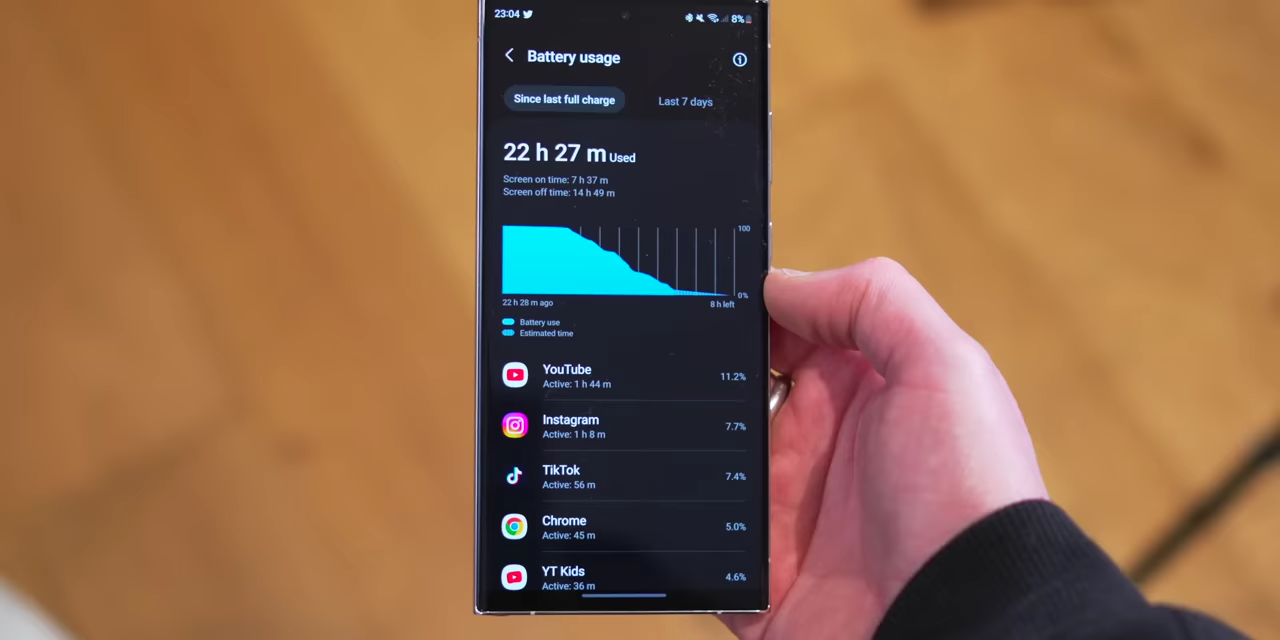 23:04 8%
Battery usage
Since last full charge Last 7 days
22 h 27 m Used
Screen on time: 7 h 37 m
Screen off time: 14 h 49 m
100
0%
22 h 28 m ago 8 h left
Battery use
Estimated time
YouTube
Active: 1 h 44 m 11.2%
Instagram
Active: 1 h 8 m 7.7%
TikTok
Active: 56 m 7.4%
Chrome
Active: 45 m 5.0%
YT Kids
Active: 36 m 4.6%